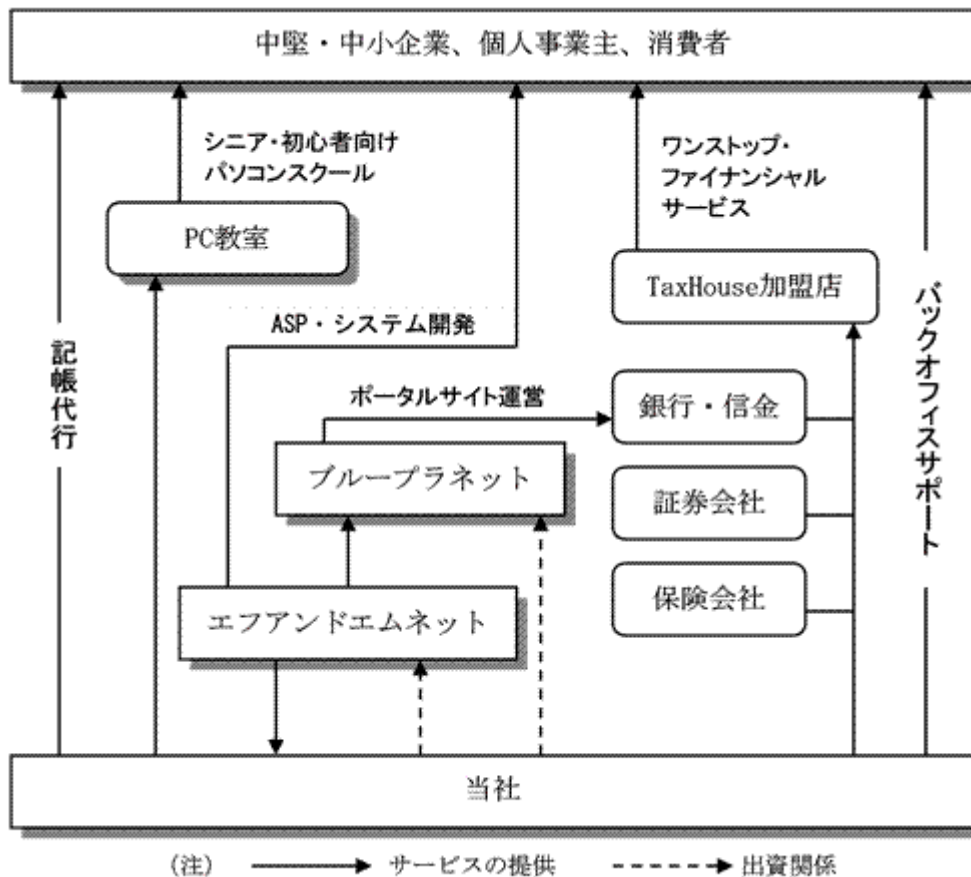 中堅・中小企業、個人事業主、消費者
シニア・初心者向け
パソコンスクール
ワンストップ・
ファイナンシャル
サービス
PC教室
TaxHouse加盟店
ASP・システム開発
記帳代行
バックオフィスサポート
ポータルサイト運営
銀行・信金
ブループラネット
証券会社
エフアンドエムネット
保険会社
当社
(注) サービスの提供 出資関係